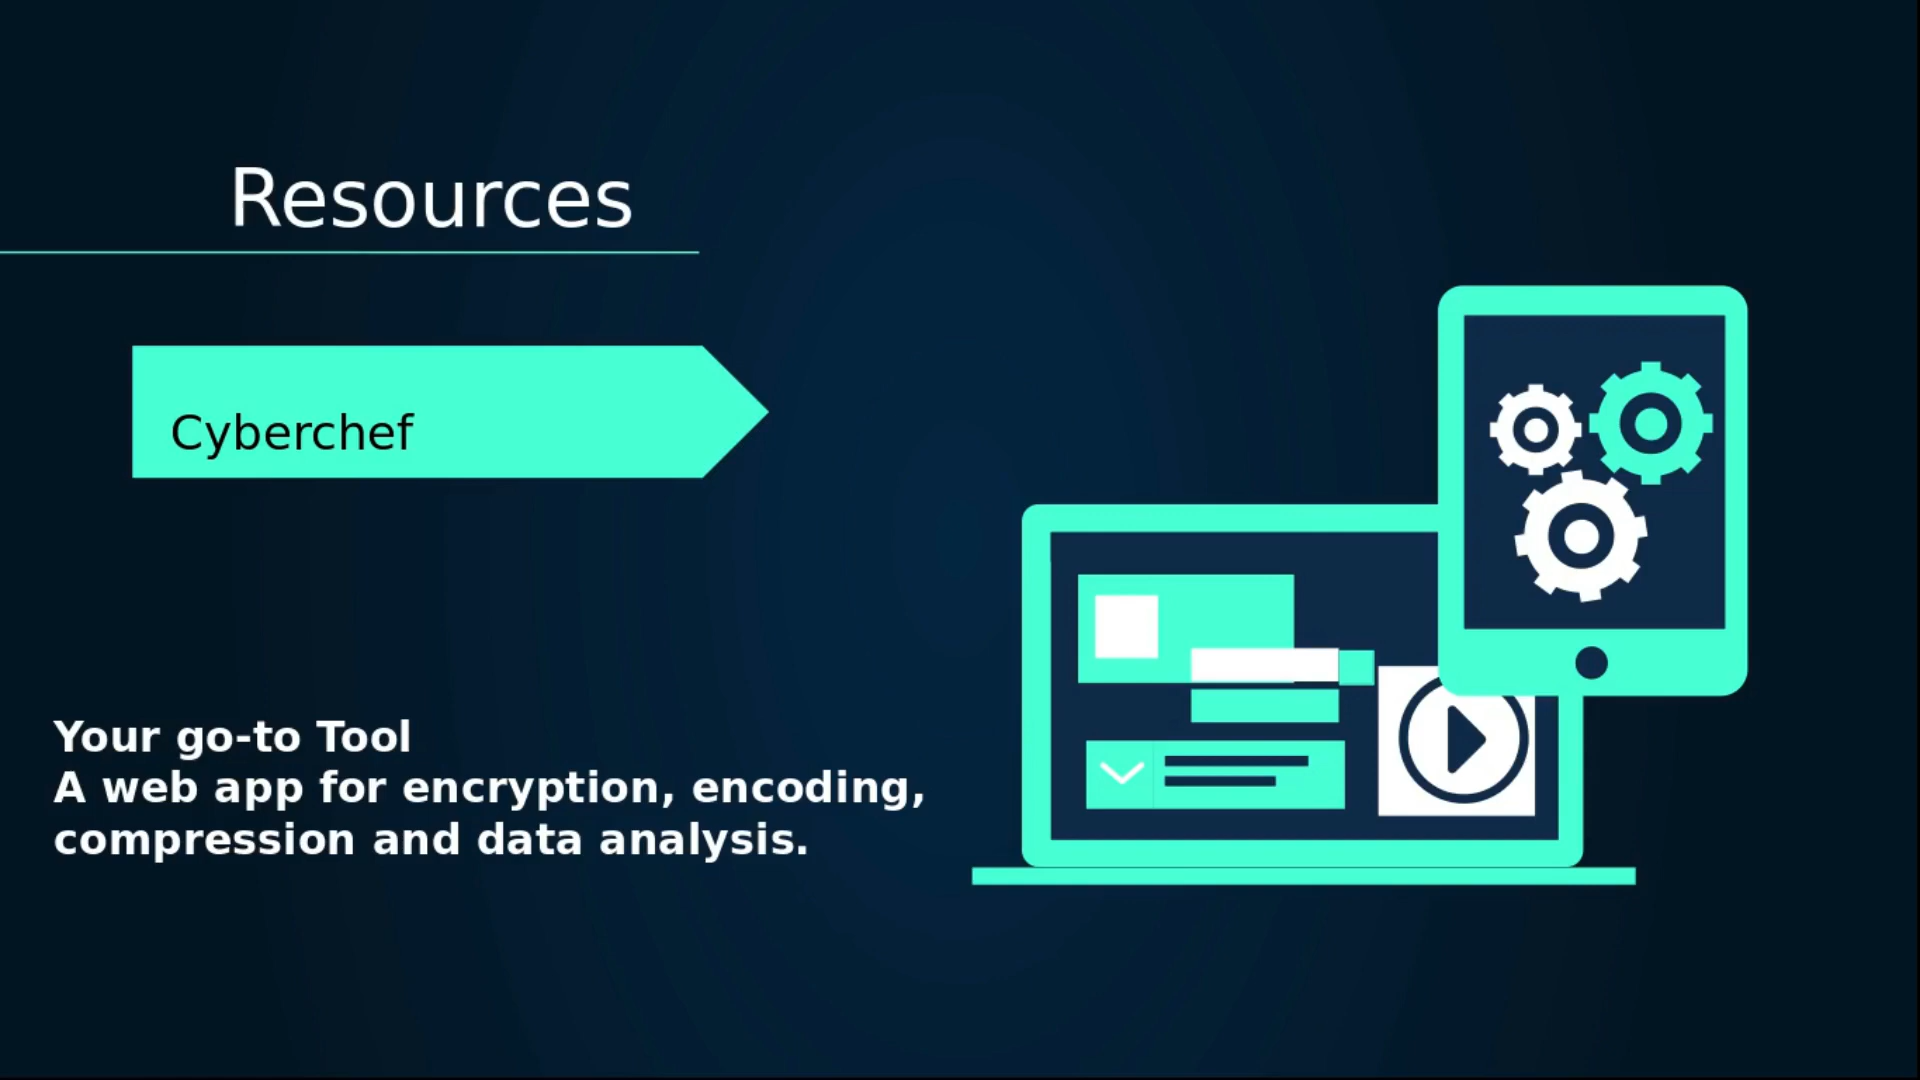 Resources
Cyberchef
Your go-to Tool
A web app for encryption, encoding,
compression and data analysis.